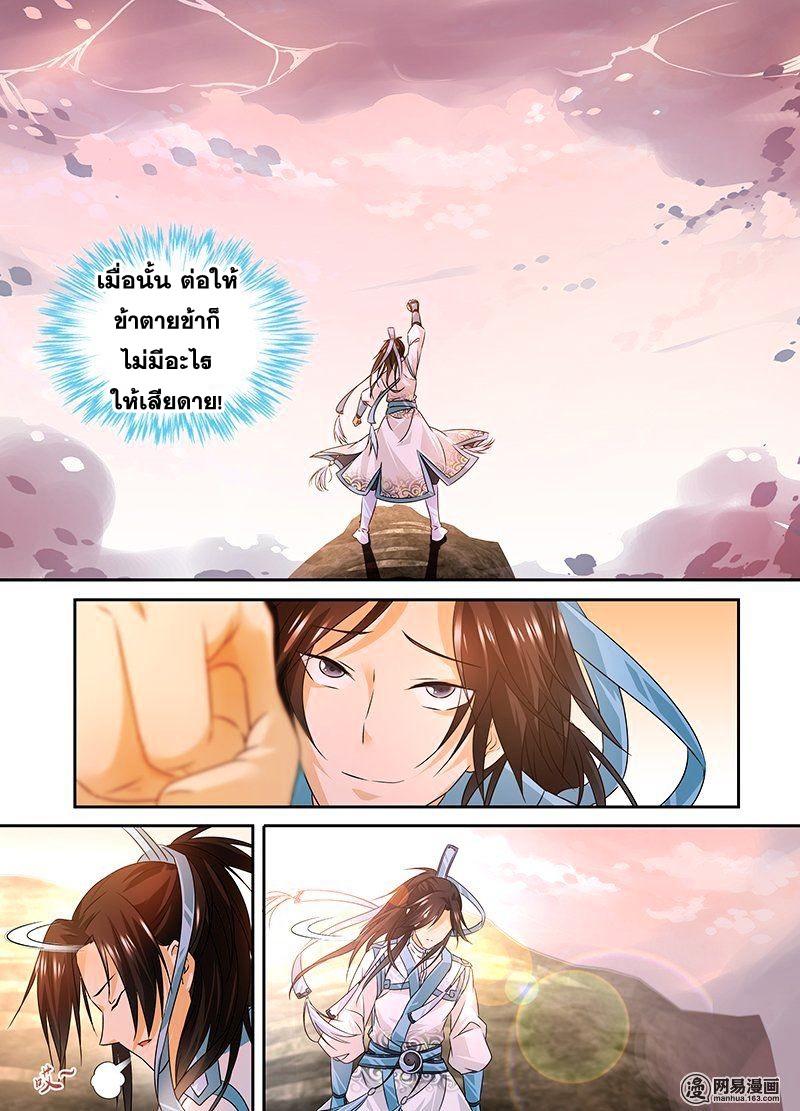 เมื่อนั้น ต่อให้
ข้าตายข้าก็
ไม่มีอะไร
ให้เสียดาย!
哎~
漫 网易漫画
manhua.163.com